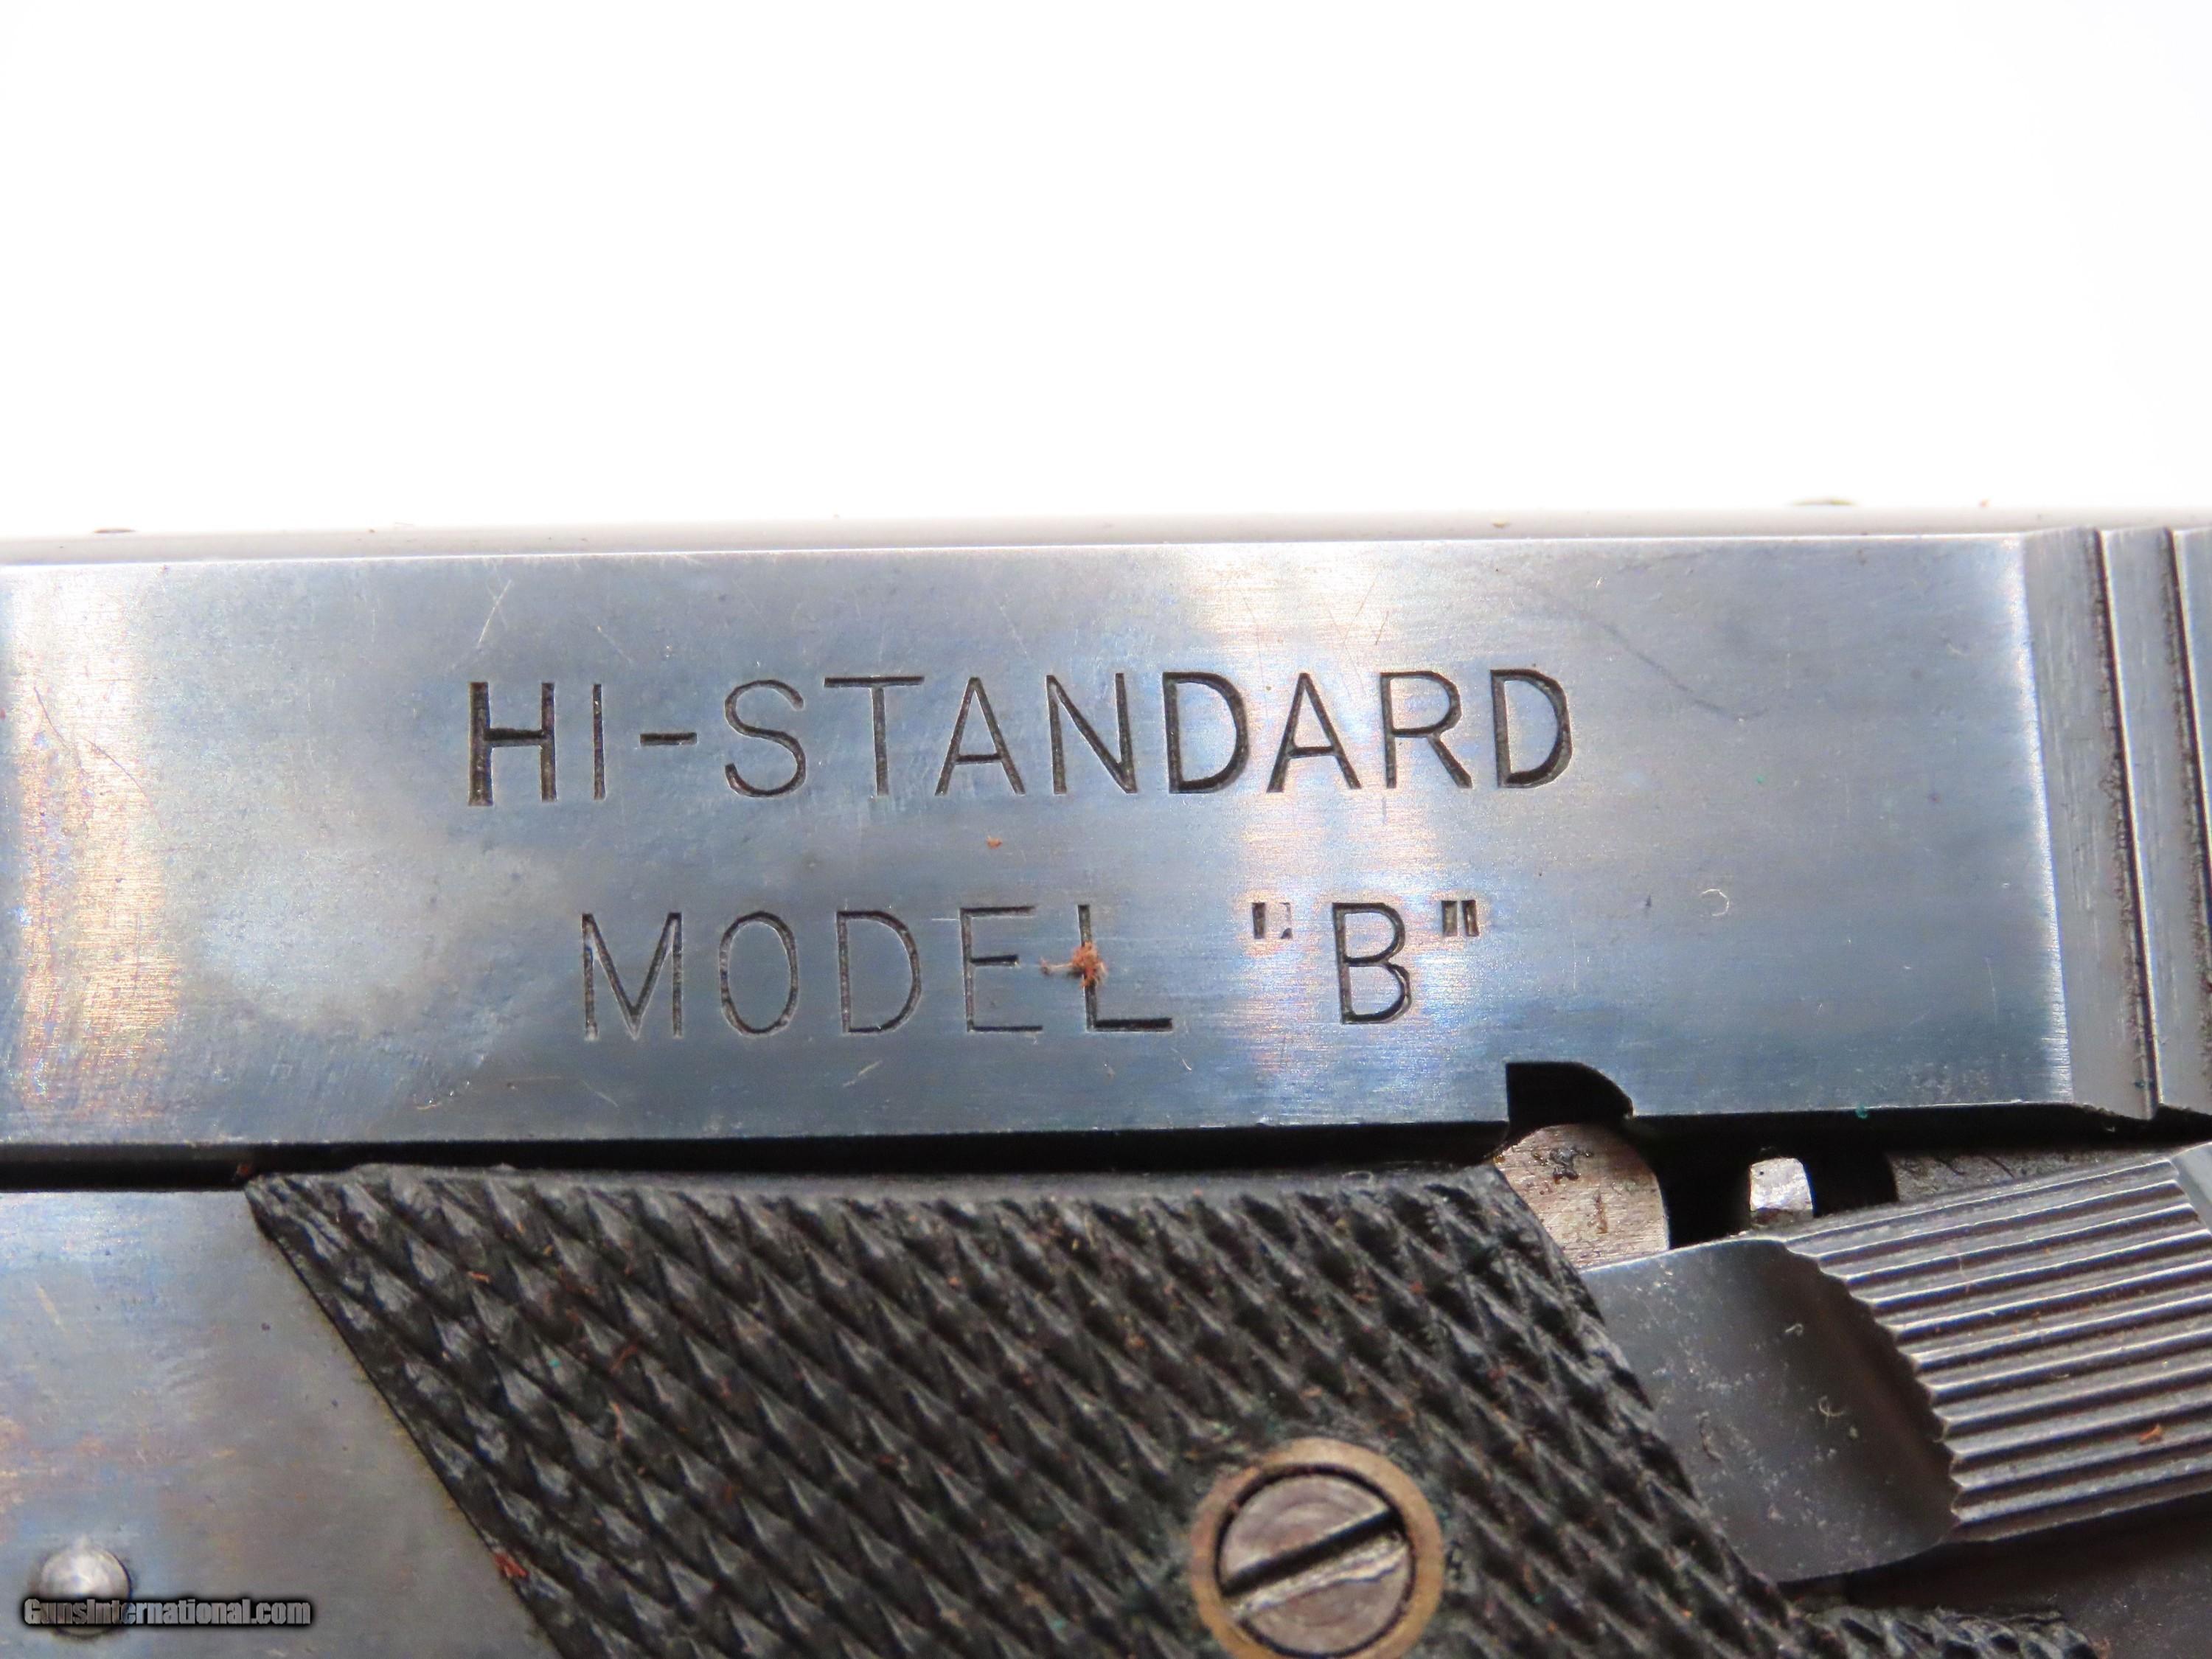 HI-STANDARD
MODEL "B"
GunsInternational.com